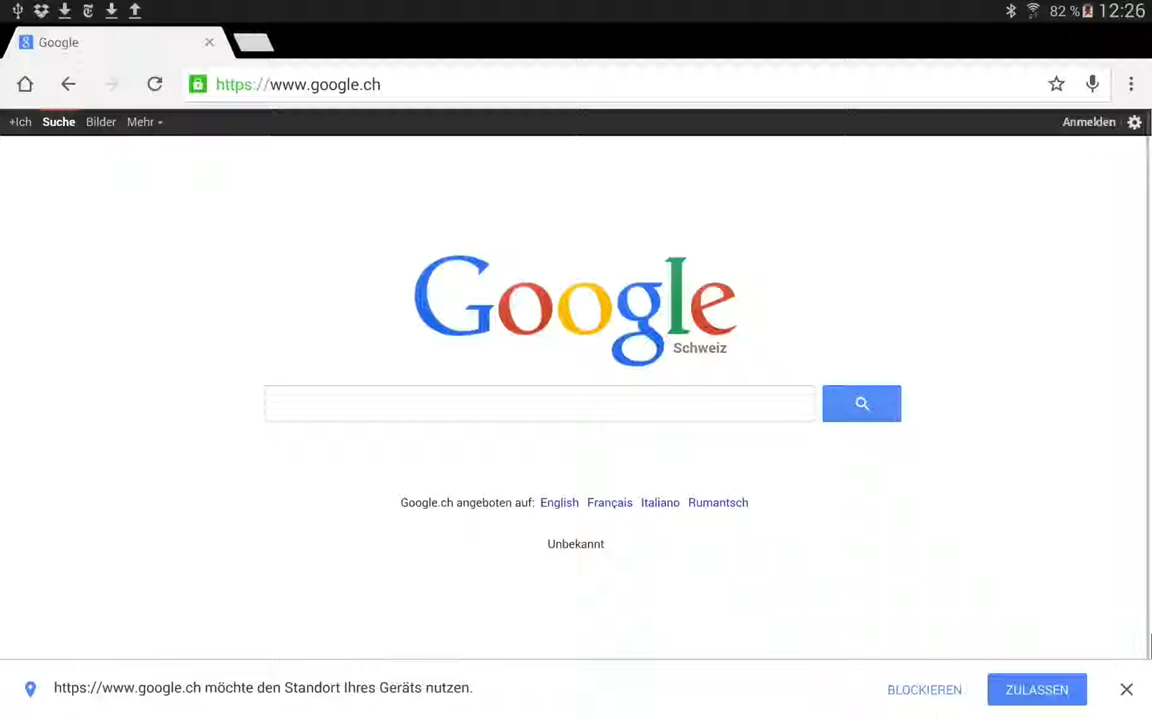 82 % 12:26
Google
https://www.google.ch
+Ich Suche Bilder Mehr Anmelden
Google
Schweiz
Google.ch angeboten auf: English Français Italiano Rumantsch
Unbekannt
https://www.google.ch möchte den Standort Ihres Geräts nutzen. BLOCKIEREN ZULASSEN